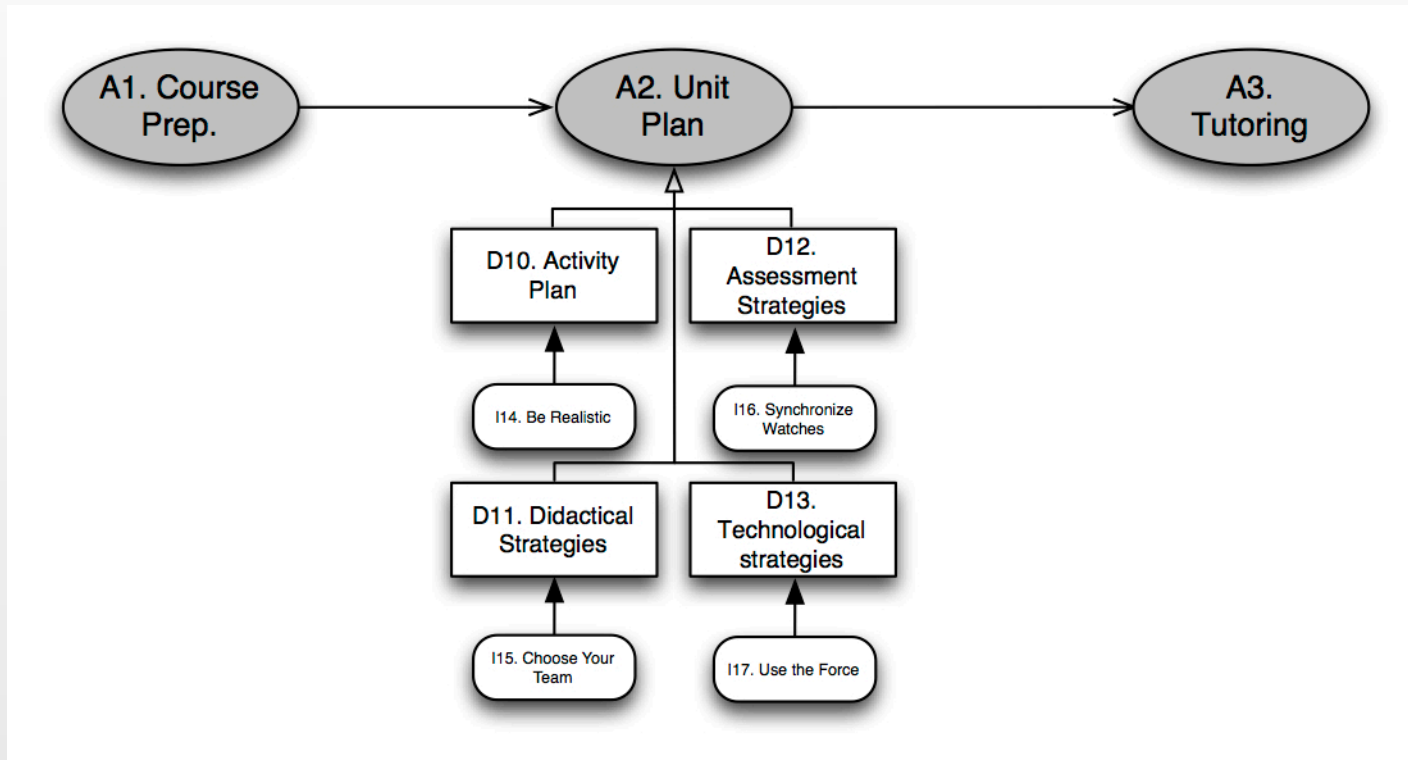 A1. Course
Prep.
A2. Unit
Plan
A3.
Tutoring
D10. Activity
Plan
D12.
Assessment
Strategies
I14. Be Realistic
I16. Synchronize
Watches
D11. Didactical
Strategies
D13.
Technological
strategies
I15. Choose Your
Team
I17. Use the Force